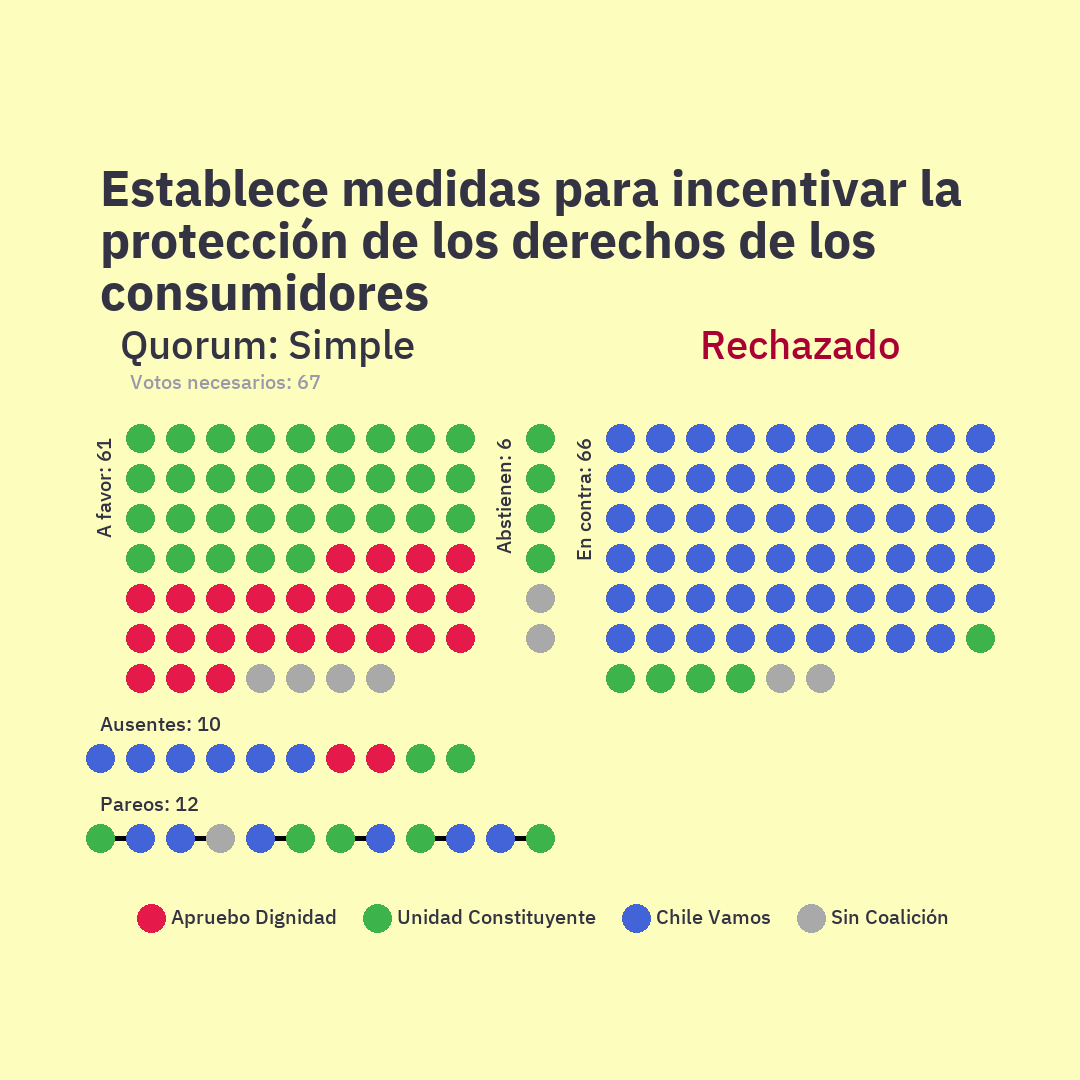 Establece medidas para incentivar la
protección de los derechos de los
consumidores
Quorum: Simple
Rechazado
Votos necesarios: 67
A favor: 61
Abstienen: 6
En contra: 66
Ausentes: 10
Pareos: 12
Apruebo Dignidad
Unidad Constituyente
Chile Vamos
Sin Coalición